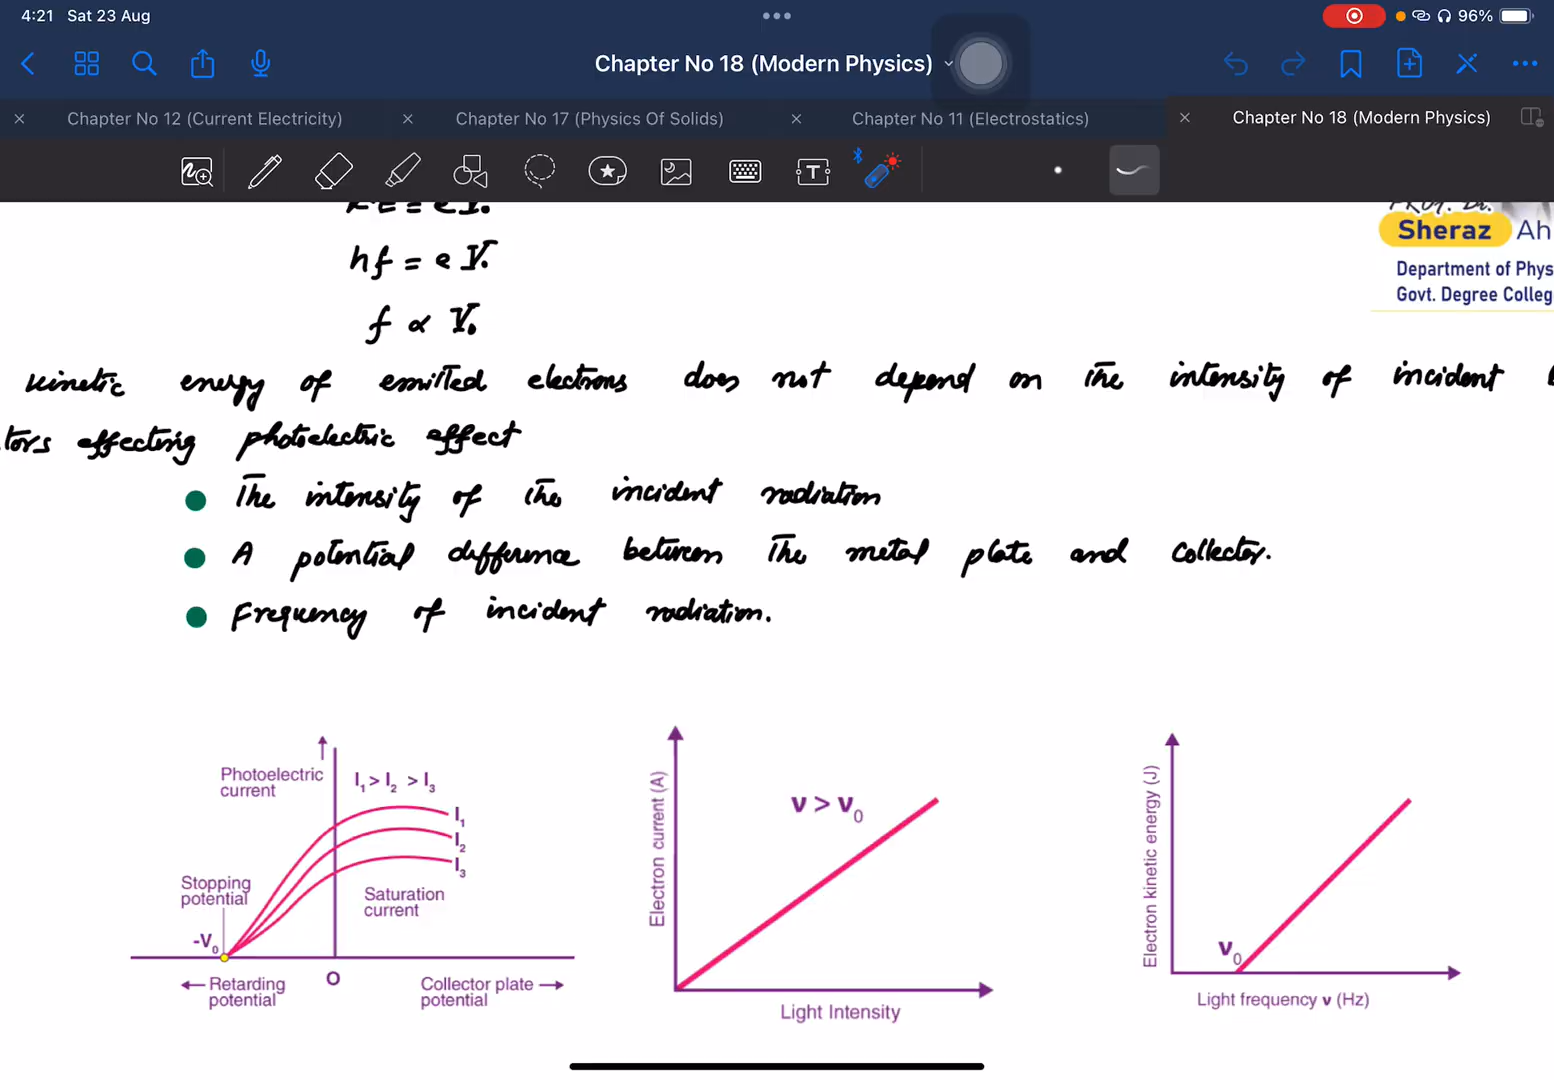 4:21 Sat 23 Aug
96%
Chapter No 18 (Modern Physics)
Chapter No 12 (Current Electricity)
Chapter No 17 (Physics Of Solids)
Chapter No 11 (Electrostatics)
Chapter No 18 (Modern Physics)
Prof. Dr.
Sheraz Ah
Department of Phys
Govt. Degree Colleg
hf = e V₀
f ∝ V₀
kinetic energy of emitted electrons does not depend on the intensity of incident
tors effecting photoelectric effect
● The intensity of the incident radiation
● A potential difference between the metal plate and collector.
● Frequency of incident radiation.
Photoelectric
current
I₁ > I₂ > I₃
I₁
I₂
I₃
Stopping
potential
Saturation
current
-V₀
O
← Retarding
potential
Collector plate →
potential
Electron current (A)
ν > ν₀
Light Intensity
Electron kinetic energy (J)
ν₀
Light frequency ν (Hz)